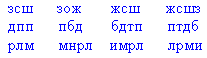 зсш зож жсш жсшз
дпп пбд бдтп птдб
рлм мнрл имрл лрми